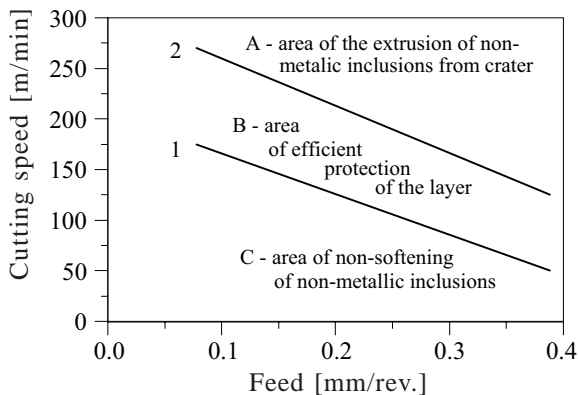 300
250
200
150
100
50
0
Cutting speed [m/min]
2
A - area of the extrusion of non-
metalic inclusions from crater
1
B - area
of efficient
protection
of the layer
C - area of non-softening
of non-metallic inclusions
0.0 0.1 0.2 0.3 0.4
Feed [mm/rev.]